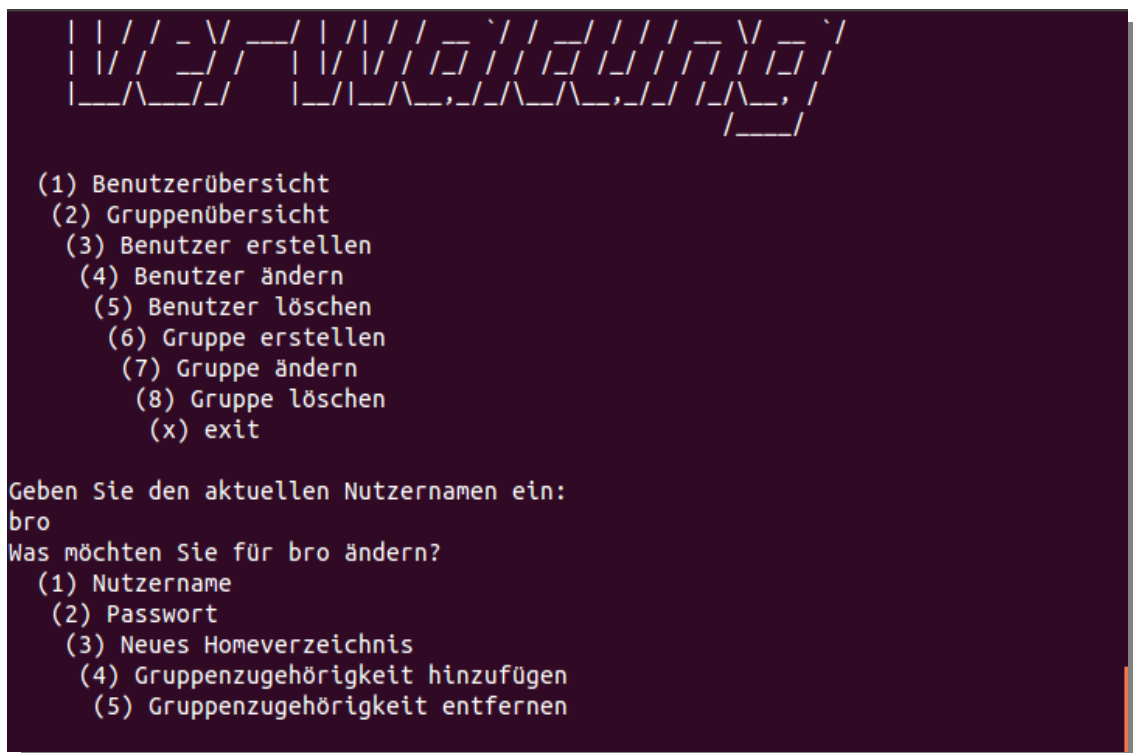 Verwaltung
(1) Benutzerübersicht
(2) Gruppenübersicht
(3) Benutzer erstellen
(4) Benutzer ändern
(5) Benutzer löschen
(6) Gruppe erstellen
(7) Gruppe ändern
(8) Gruppe löschen
(x) exit
Geben Sie den aktuellen Nutzernamen ein:
bro
Was möchten Sie für bro ändern?
(1) Nutzername
(2) Passwort
(3) Neues Homeverzeichnis
(4) Gruppenzugehörigkeit hinzufügen
(5) Gruppenzugehörigkeit entfernen